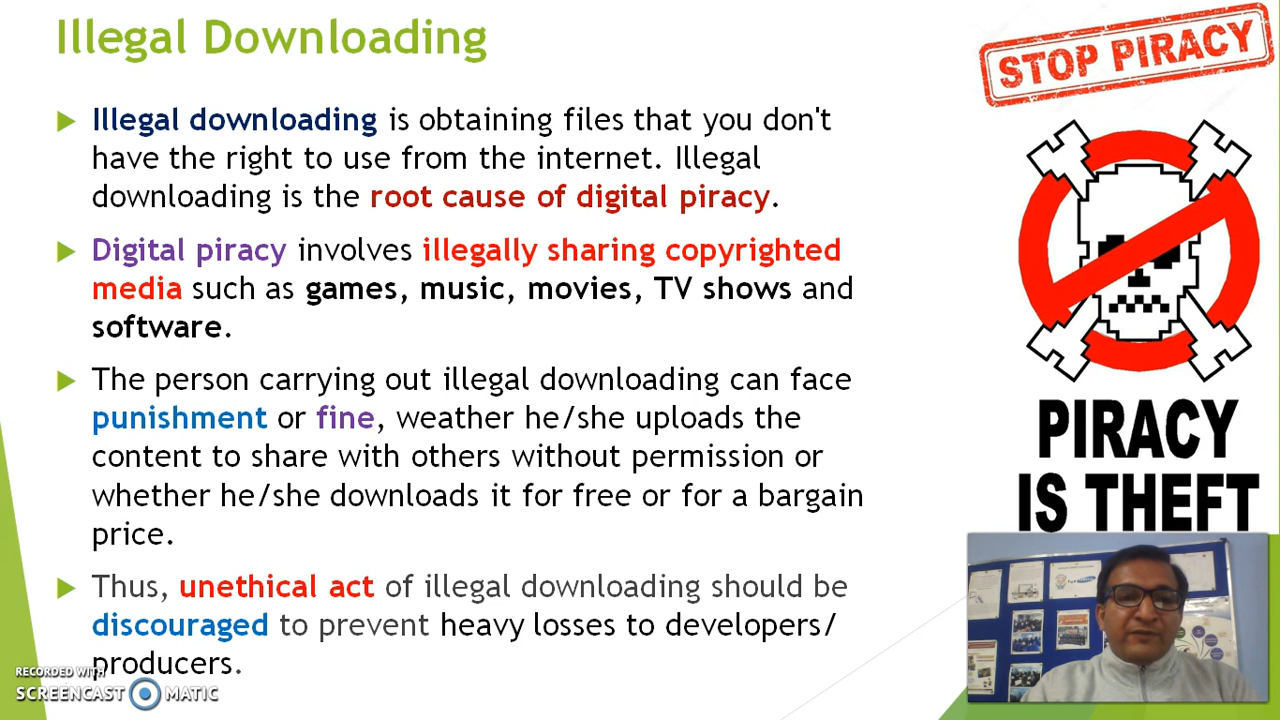 Illegal Downloading
STOP PIRACY
Illegal downloading is obtaining files that you don't
have the right to use from the internet. Illegal
downloading is the root cause of digital piracy.
Digital piracy involves illegally sharing copyrighted
media such as games, music, movies, TV shows and
software.
The person carrying out illegal downloading can face
punishment or fine, weather he/she uploads the
content to share with others without permission or
whether he/she downloads it for free or for a bargain
price.
Thus, unethical act of illegal downloading should be
discouraged to prevent heavy losses to developers/
producers.
PIRACY
IS THEFT
RECORDED WITH
SCREENCAST MATIC